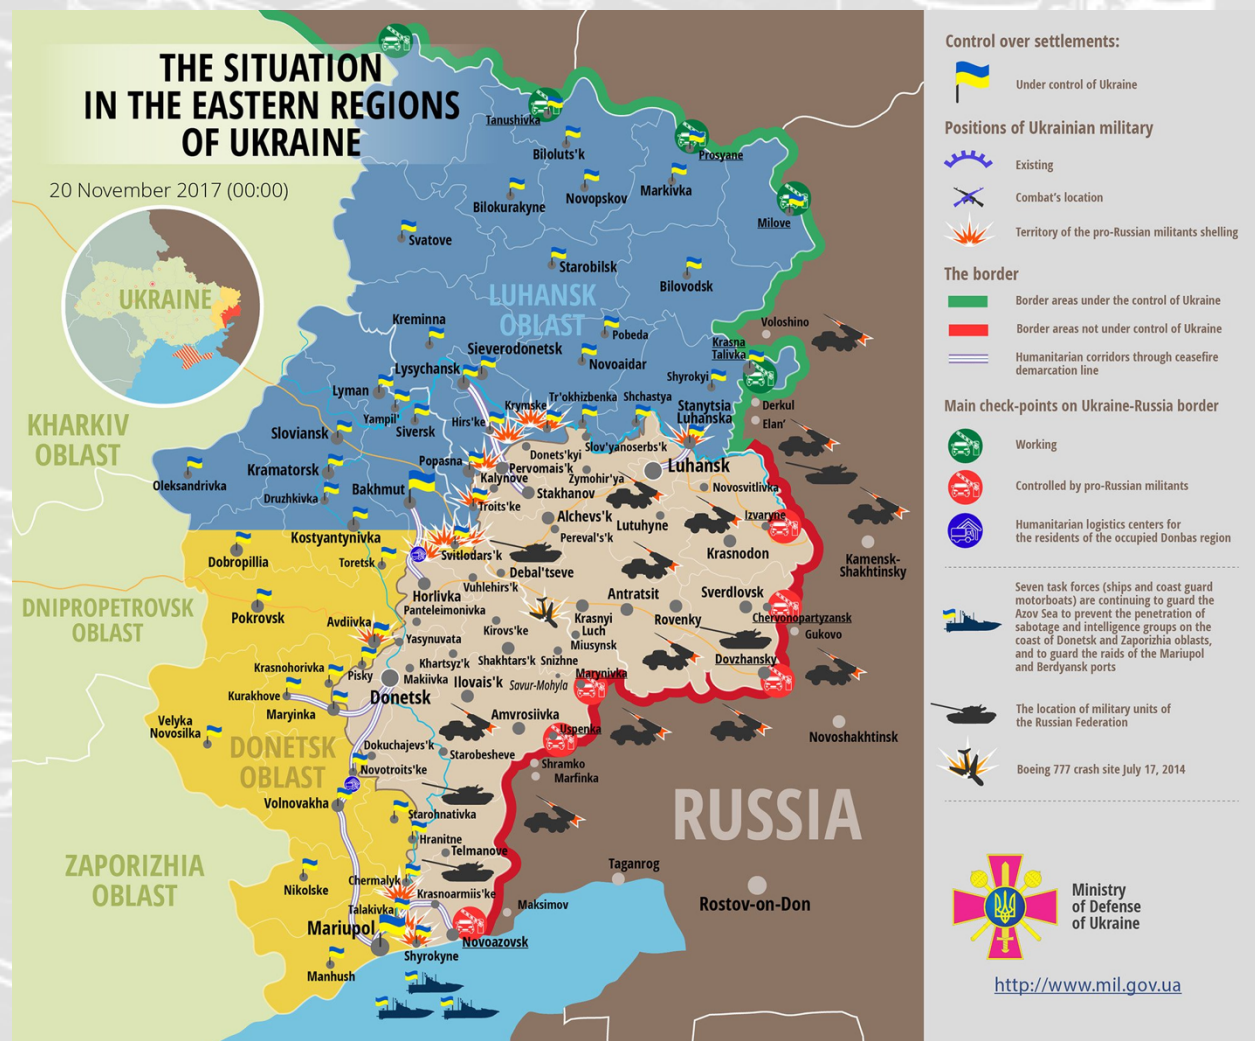 THE SITUATION
IN THE EASTERN REGIONS
OF UKRAINE
20 November 2017 (00:00)
UKRAINE
KHARKIV
OBLAST
DNIPROPETROVSK
OBLAST
ZAPORIZHIA
OBLAST
LUHANSK
OBLAST
DONETSK
OBLAST
RUSSIA
Tanushivka
Biloluts'k
Prosyane
Bilokurakyne
Novopskov
Markivka
Milove
Svatove
Starobilsk
Bilovodsk
Kreminna
Pobeda
Voloshino
Sieverodonetsk
Krasna
Talivka
Lysychansk
Novoaidar
Shyrokyi
Lyman
Yampil'
Siversk
Hirs'ke
Krymske
Tr'okhizbenka
Shchastya
Stanytsia
Luhanska
Derkul
Elan'
Sloviansk
Slov'yanoserbs'k
Donets'kyi
Popasna
Pervomais'k
Luhansk
Kramatorsk
Oleksandrivka
Kalynove
Zymohir'ya
Druzhkivka
Bakhmut
Stakhanov
Novosvitlivka
Troits'ke
Izvaryne
Alchevs'k
Lutuhyne
Kostyantynivka
Pereval's'k
Krasnodon
Svitlodars'k
Dobropillia
Toretsk
Debal'tseve
Kamensk-
Shakhtinsky
Vuhlehirs'k
Horlivka
Antratsit
Sverdlovsk
Panteleimonivka
Pokrovsk
Avdiivka
Krasnyi
Luch
Rovenky
Chervonopartyzansk
Kirovs'ke
Gukovo
Yasynuvata
Miusynsk
Krasnohorivka
Pisky
Khartsyz'k
Shakhtars'k
Snizhne
Dovzhansky
Makiivka
Ilovais'k
Savur-Mohyla
Marynivka
Kurakhove
Donetsk
Maryinka
Amvrosiivka
Velyka
Novosilka
Uspenka
Novoshakhtinsk
Dokuchajevs'k
Starobesheve
Novotroits'ke
Shramko
Marfinka
Volnovakha
Starohnativka
Hranitne
Telmanove
Taganrog
Nikolske
Chermalyk
Krasnoarmiis'ke
Rostov-on-Don
Talakivka
Maksimov
Mariupol
Novoazovsk
Shyrokyne
Manhush
Control over settlements:
Under control of Ukraine
Positions of Ukrainian military
Existing
Combat's location
Territory of the pro-Russian militants shelling
The border
Border areas under the control of Ukraine
Border areas not under control of Ukraine
Humanitarian corridors through ceasefire
demarcation line
Main check-points on Ukraine-Russia border
Working
Controlled by pro-Russian militants
Humanitarian logistics centers for
the residents of the occupied Donbas region
Seven task forces (ships and coast guard
motorboats) are continuing to guard the
Azov Sea to prevent the penetration of
sabotage and intelligence groups on the
coast of Donetsk and Zaporizhia oblasts,
and to guard the raids of the Mariupol
and Berdyansk ports
The location of military units of
the Russian Federation
Boeing 777 crash site July 17, 2014
Ministry
of Defense
of Ukraine
http://www.mil.gov.ua